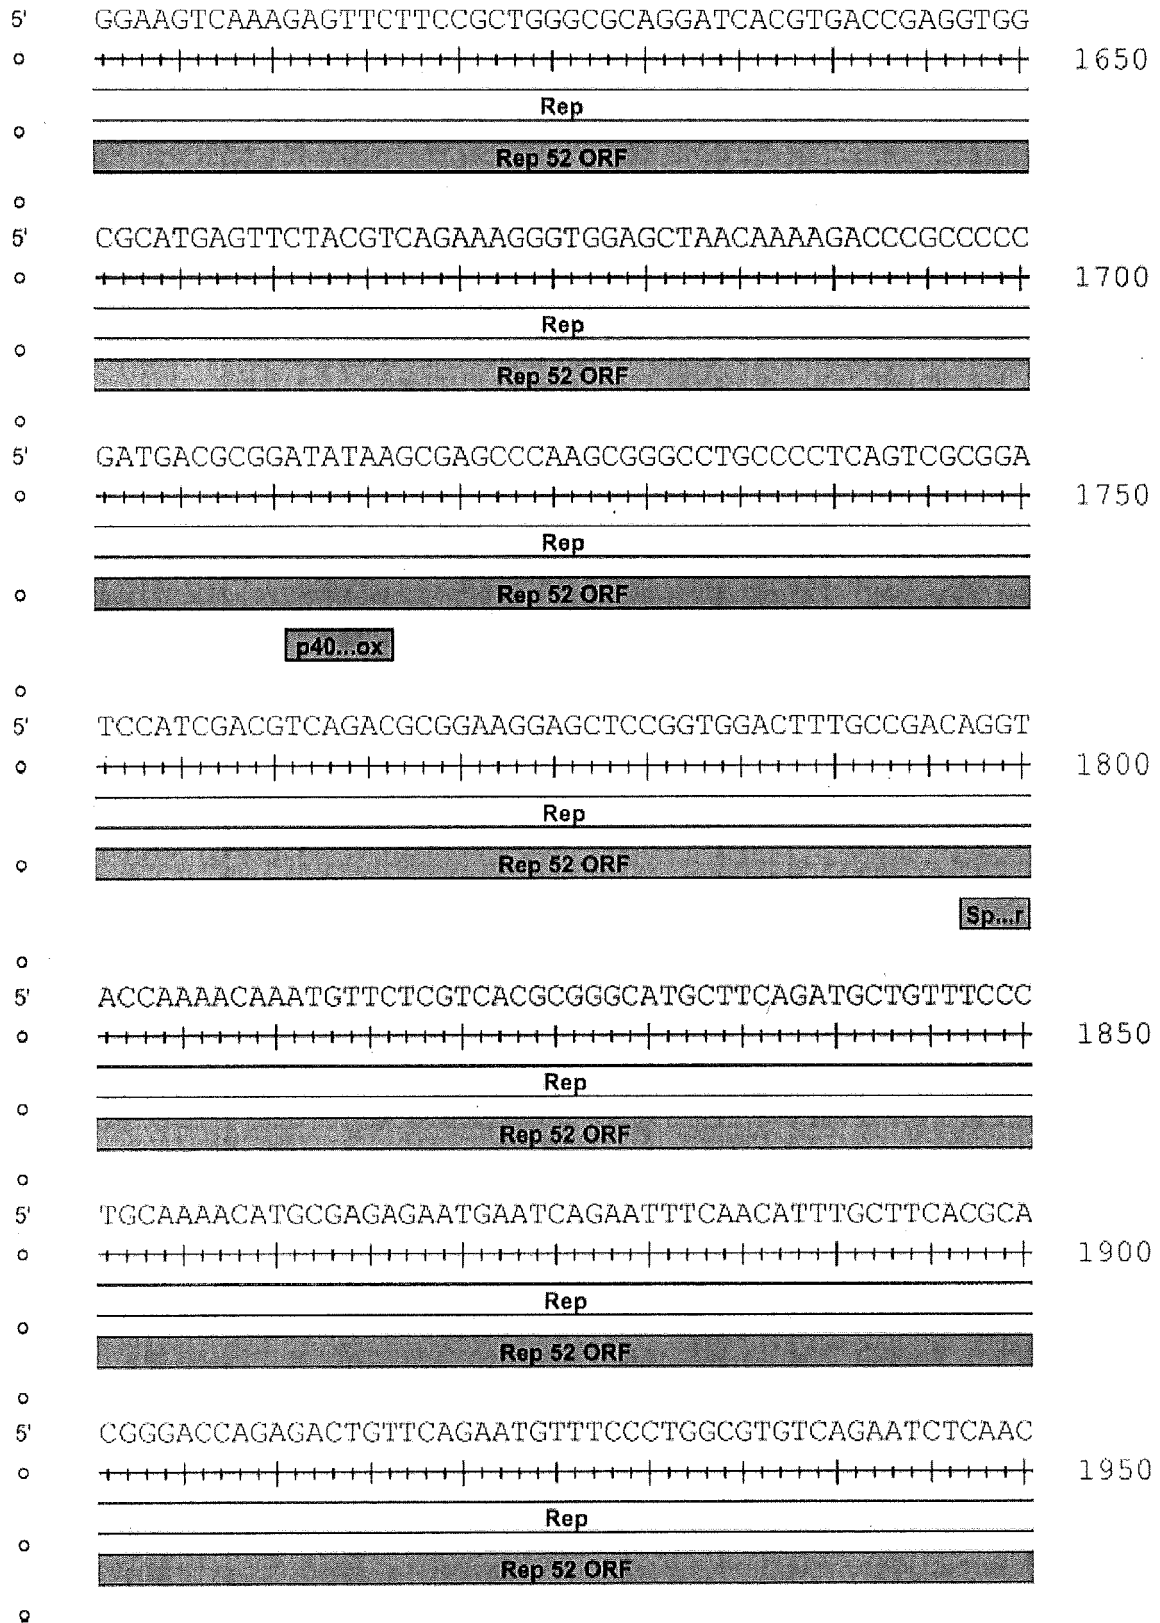 5' GGAAGTCAAAGAGTTCTTCCGCTGGGCGCAGGATCACGTGACCGAGGTGG
1650
Rep
Rep 52 ORF
5' CGCATGAGTTCTACGTCAGAAAGGGTGGAGCTAACAAAAGACCCGCCCCC
1700
Rep
Rep 52 ORF
5' GATGACGCGGATATAAGCGAGCCCAAGCGGGCCTGCCCCTCAGTCGCGGA
1750
Rep
Rep 52 ORF
p40...ox
5' TCCATCGACGTCAGACGCGGAAGGAGCTCCGGTGGACTTTGCCGACAGGT
1800
Rep
Rep 52 ORF
Sp...r
5' ACCAAAACAAATGTTCTCGTCACGCGGGCATGCTTCAGATGCTGTTTCCC
1850
Rep
Rep 52 ORF
5' TGCAAAACATGCGAGAGAATGAATCAGAATTTCAACATTTGCTTCACGCA
1900
Rep
Rep 52 ORF
5' CGGGACCAGAGACTGTTCAGAATGTTTCCCTGGCGTGTCAGAATCTCAAC
1950
Rep
Rep 52 ORF